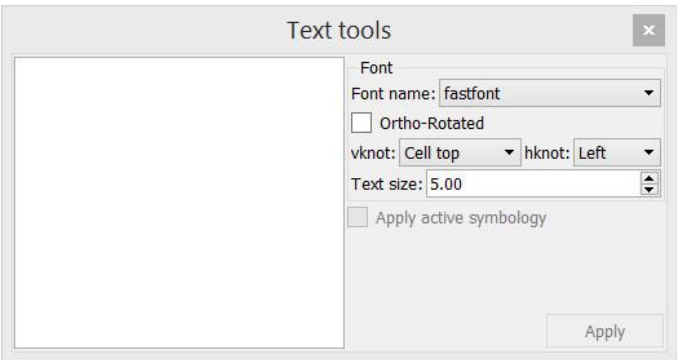 Text tools
Font
Font name: fastfont
Ortho-Rotated
vknot: Cell top hknot: Left
Text size: 5.00
Apply active symbology
Apply